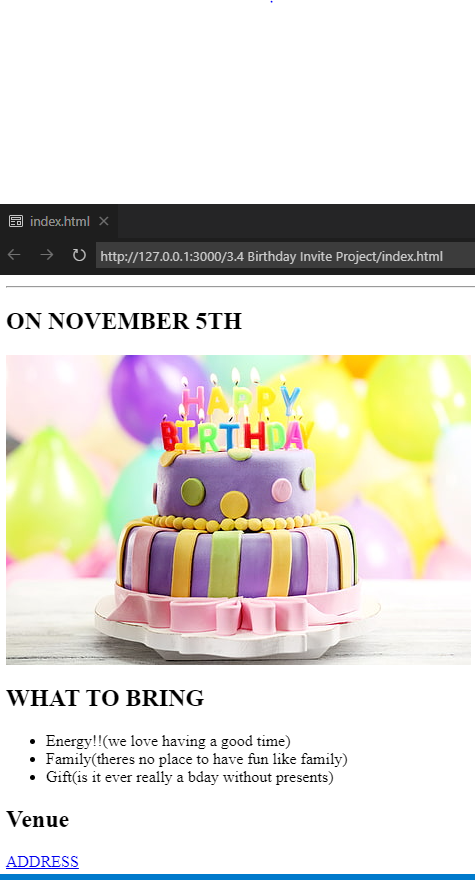 index.html
http://127.0.0.1:3000/3.4 Birthday Invite Project/index.html
ON NOVEMBER 5TH
HAPPY
BIRTHDAY
WHAT TO BRING
Energy!!(we love having a good time)
Family(theres no place to have fun like family)
Gift(is it ever really a bday without presents)
Venue
ADDRESS